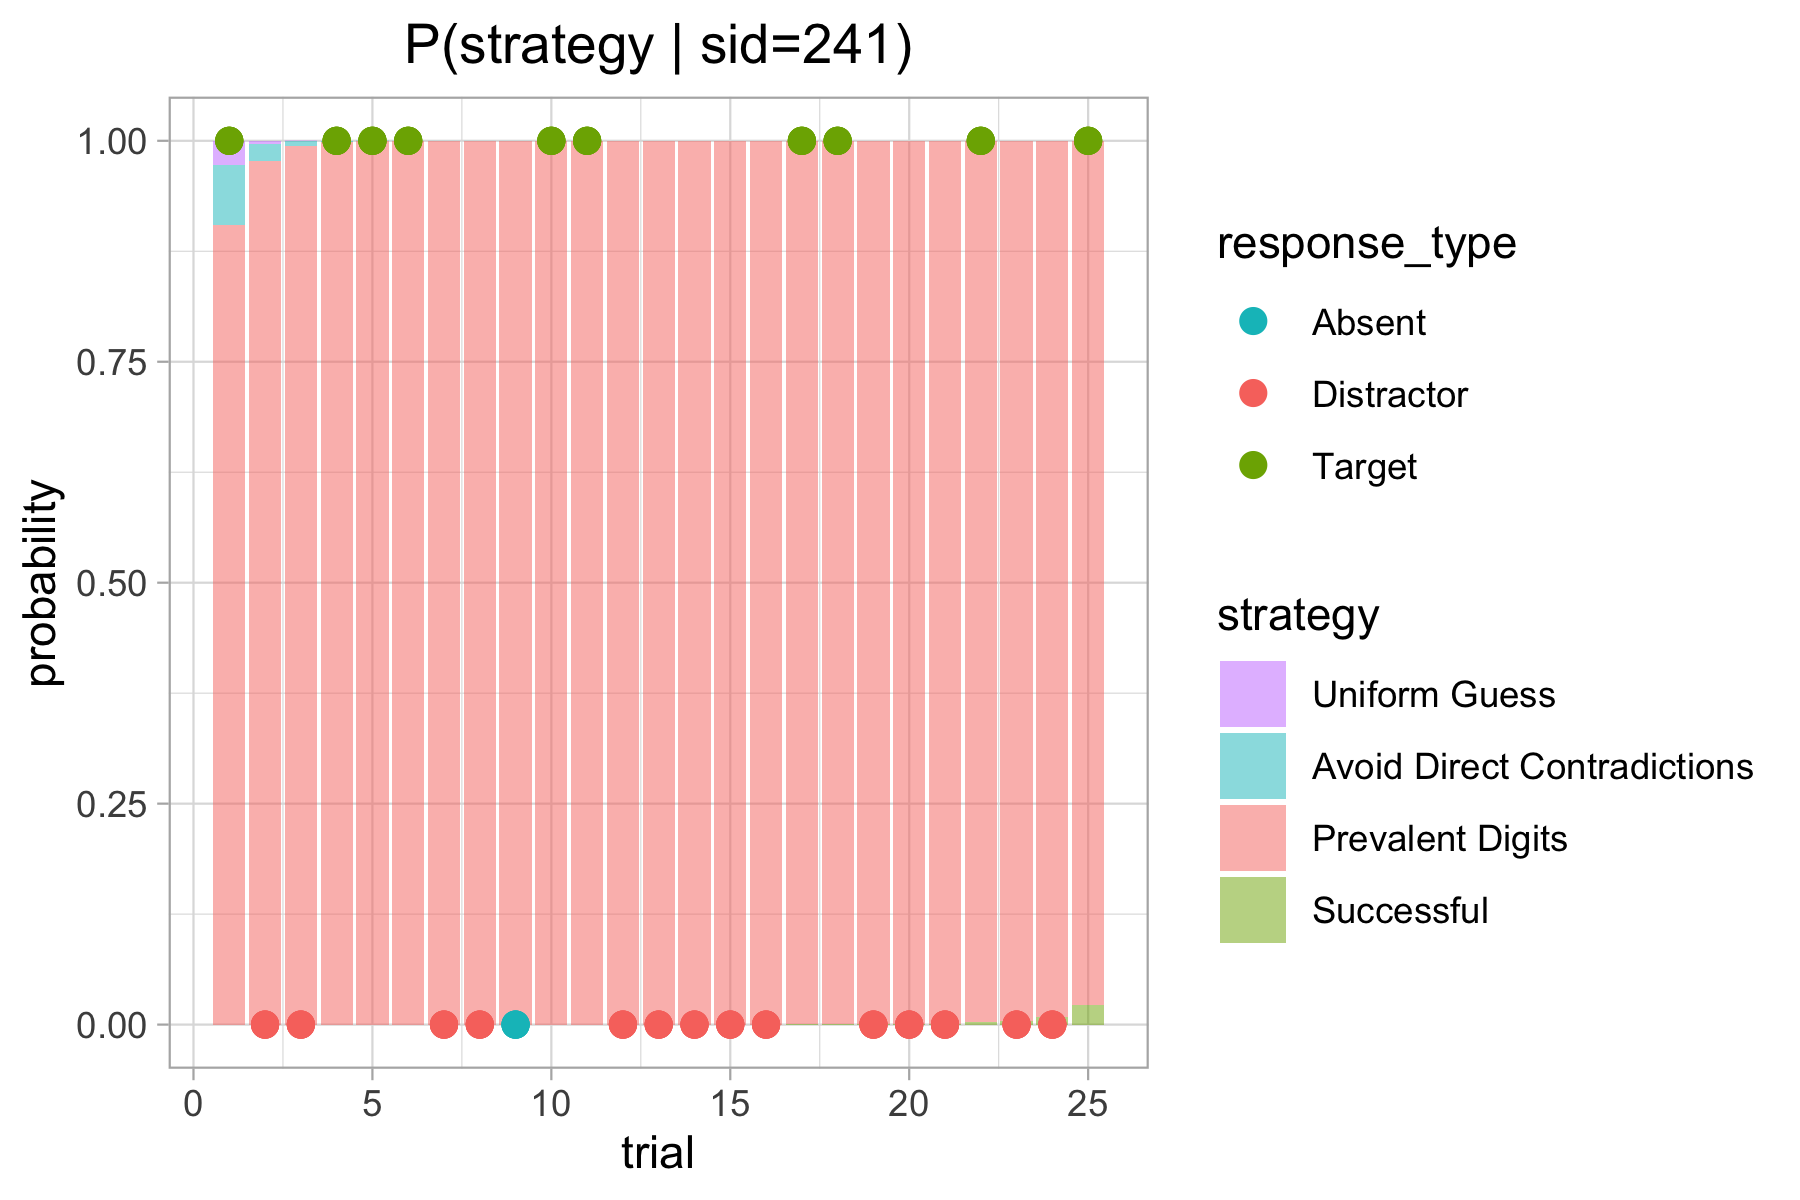 P(strategy | sid=241)
1.00
0.75
0.50
0.25
0.00
probability
0 5 10 15 20 25
trial
response_type
Absent
Distractor
Target
strategy
Uniform Guess
Avoid Direct Contradictions
Prevalent Digits
Successful